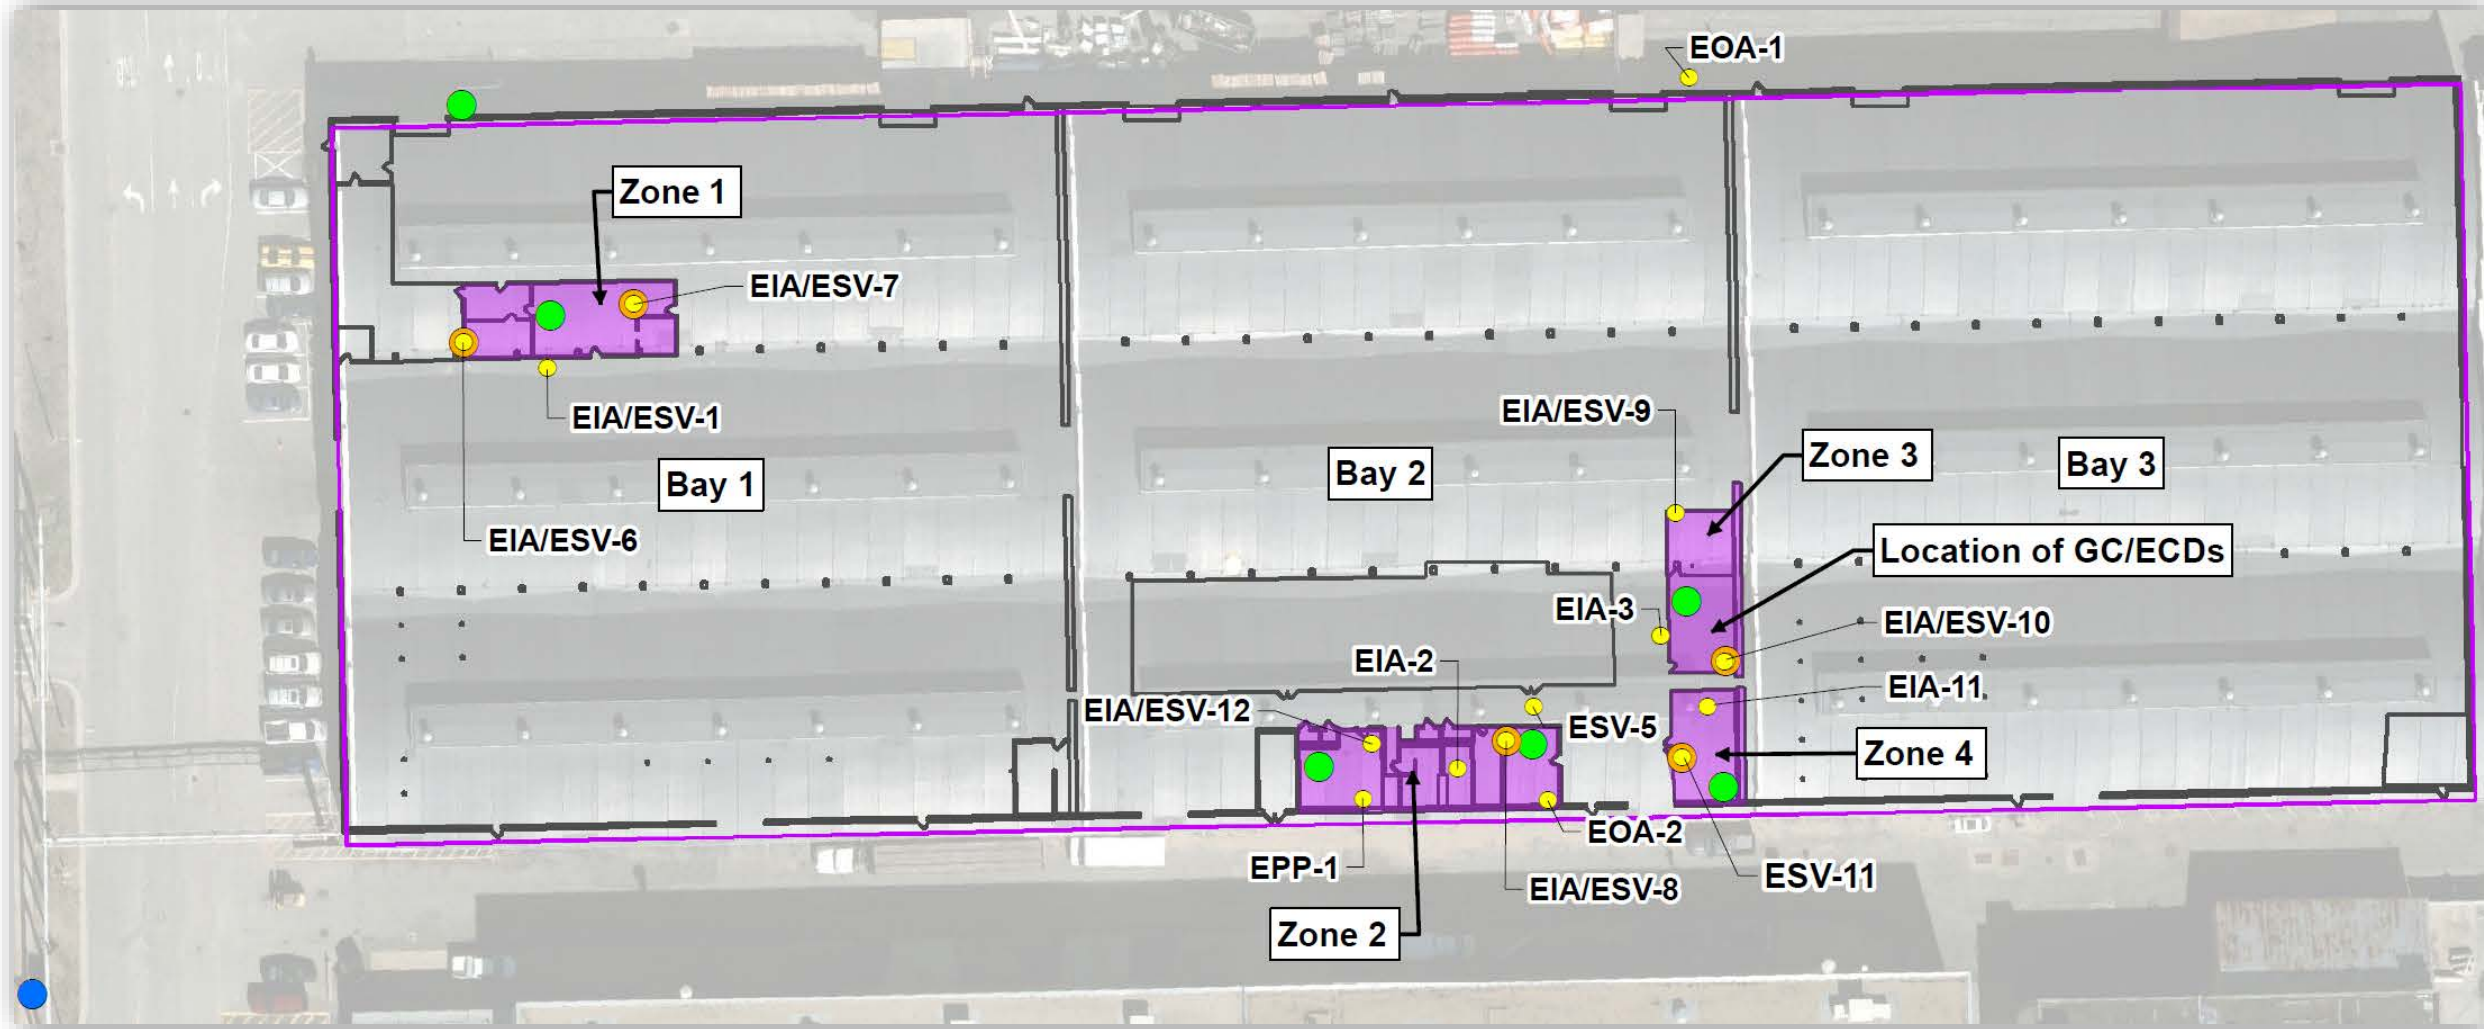 EOA-1
Zone 1
EIA/ESV-7
EIA/ESV-1
EIA/ESV-9
Zone 3
Bay 1
Bay 2
Bay 3
EIA/ESV-6
Location of GC/ECDs
EIA-3
EIA/ESV-10
EIA-2
EIA-11
EIA/ESV-12
ESV-5
Zone 4
EOA-2
EPP-1
EIA/ESV-8
ESV-11
Zone 2